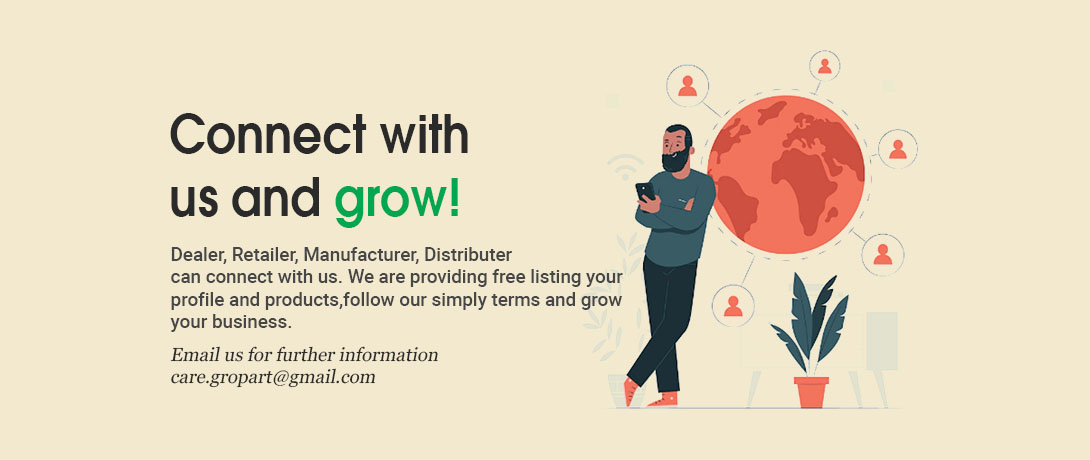 Connect with
us and grow!
Dealer, Retailer, Manufacturer, Distributer
can connect with us. We are providing free listing your
profile and products,follow our simply terms and grow
your business.
Email us for further information
care.gropart@gmail.com